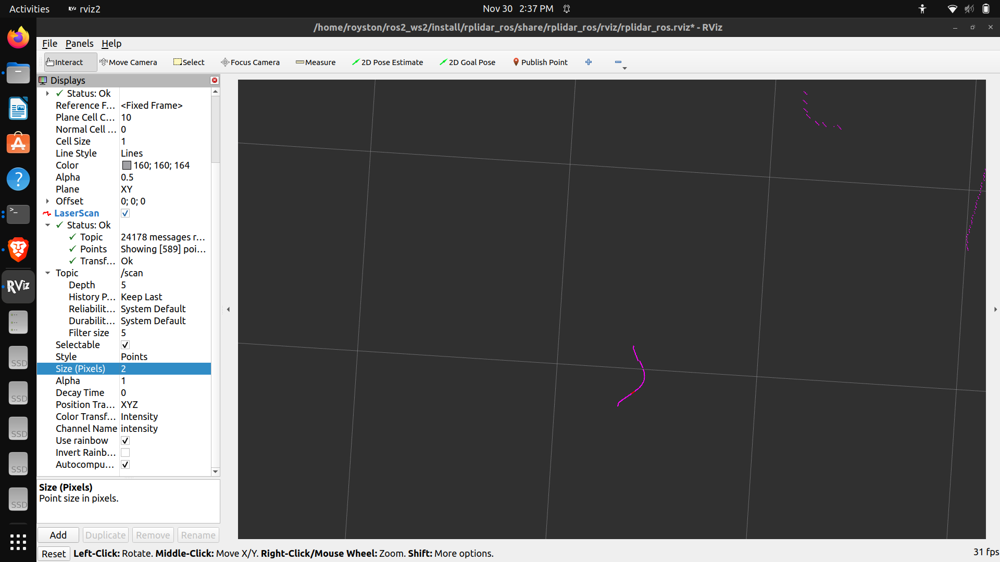 Activities rviz2 Nov 30 2:37 PM
/home/royston/ros2_ws2/install/rplidar_ros/share/rplidar_ros/rviz/rplidar_ros.rviz* - RViz
File Panels Help
Interact Move Camera Select Focus Camera Measure 2D Pose Estimate 2D Goal Pose Publish Point
Displays
Status: Ok
Reference F... <Fixed Frame>
Plane Cell C... 10
Normal Cell ... 0
Cell Size 1
Line Style Lines
Color 160; 160; 164
Alpha 0.5
Plane XY
Offset 0; 0; 0
LaserScan
Status: Ok
Topic 24178 messages r...
Points Showing [589] poi...
Transf... Ok
Topic /scan
Depth 5
History P... Keep Last
Reliabilit... System Default
Durabilit... System Default
Filter size 5
Selectable
Style Points
Size (Pixels) 2
Alpha 1
Decay Time 0
Position Tra... XYZ
Color Transf... Intensity
Channel Name intensity
Use rainbow
Invert Rainb...
Autocompu...
Size (Pixels)
Point size in pixels.
Add Duplicate Remove Rename
Reset Left-Click: Rotate. Middle-Click: Move X/Y. Right-Click/Mouse Wheel: Zoom. Shift: More options. 31 fps
RViz
SSD
SSD
SSD
SSD
SSD